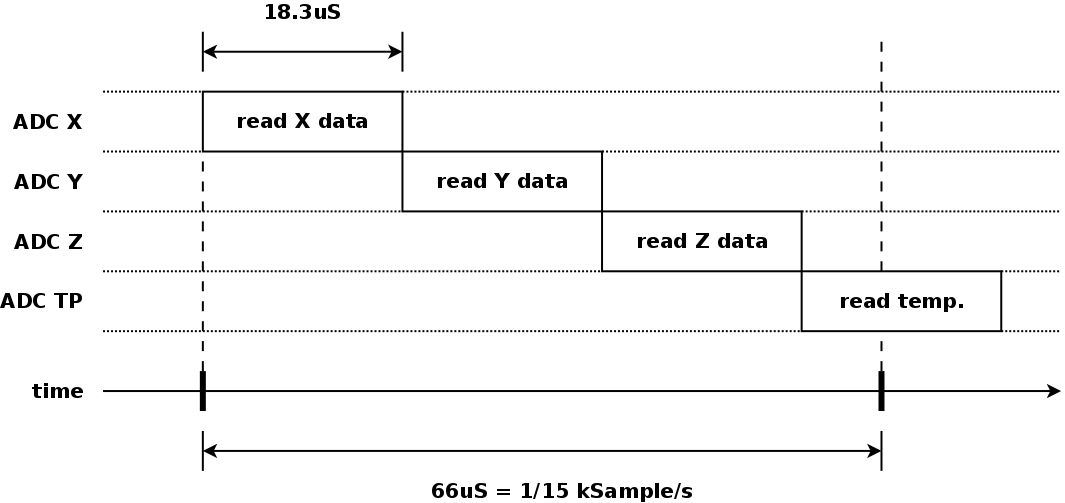 18.3uS
ADC X
read X data
ADC Y
read Y data
ADC Z
read Z data
ADC TP
read temp.
time
66uS = 1/15 kSample/s